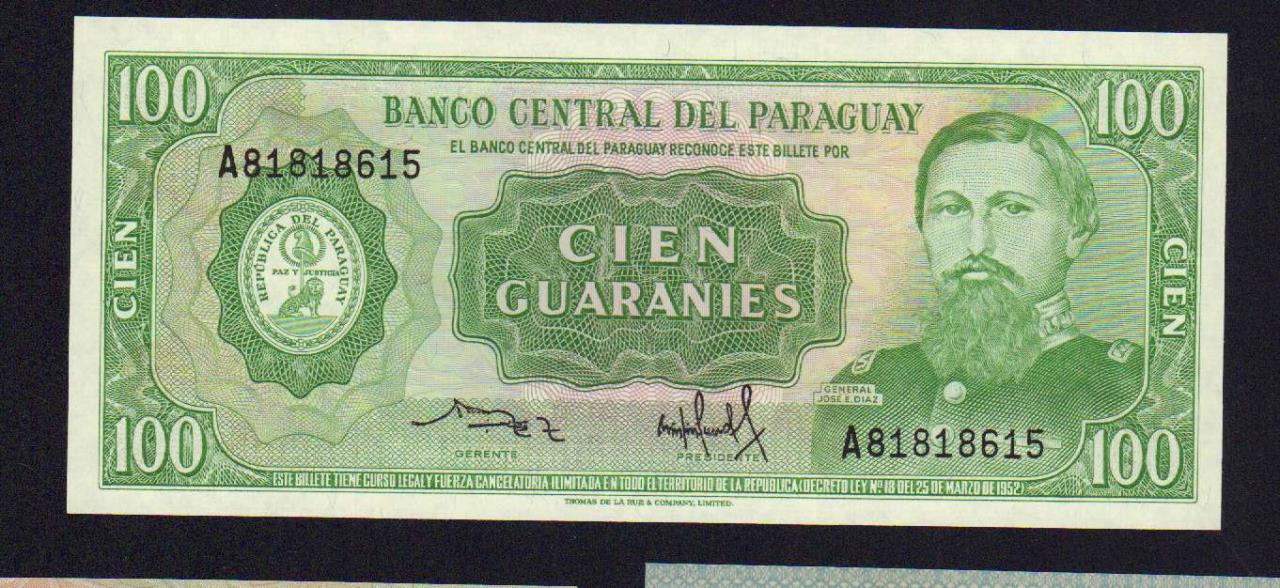 100
100
BANCO CENTRAL DEL PARAGUAY
EL BANCO CENTRAL DEL PARAGUAY RECONOCE ESTE BILLETE POR
A81818615
REPÚBLICA DEL PARAGUAY
PAZ Y JUSTICIA
CIEN
CIEN
GUARANIES
CIEN
GENERAL
JOSE E. DIAZ
A81818615
GERENTE
PRESIDENTE
100
100
ESTE BILLETE TIENE CURSO LEGAL Y FUERZA CANCELATORIA ILIMITADA EN TODO EL TERRITORIO DE LA REPUBLICA (DECRETO LEY Nº 18 DEL 25 DE MARZO DE 1952)
THOMAS DE LA RUE & COMPANY, LIMITED.